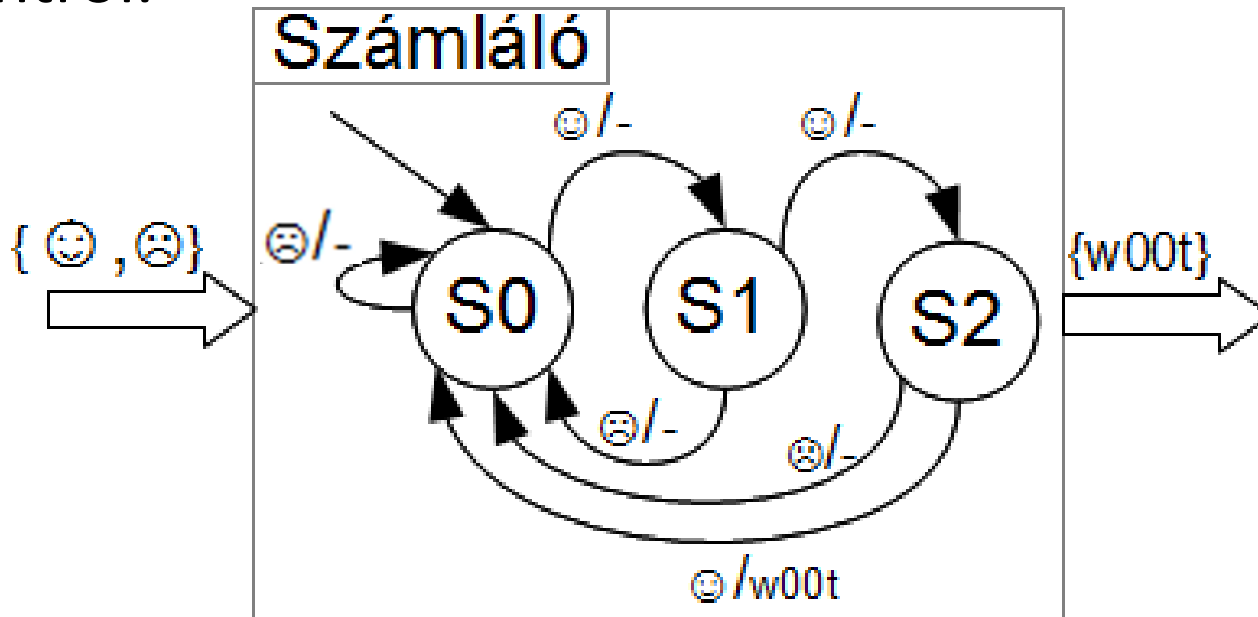 Számláló
☺/-
☺/-
{ ☺ ,☹}
☹/-
{w00t}
S0
S1
S2
☹/-
☹/-
☺/w00t